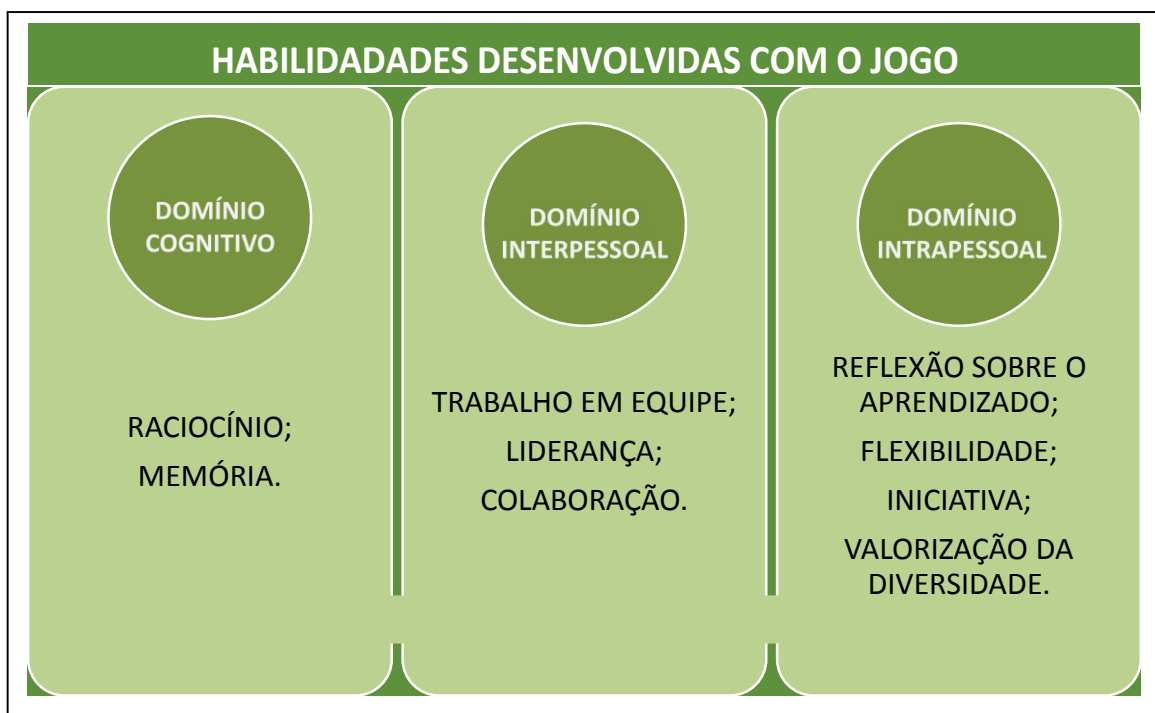 HABILIDADADES DESENVOLVIDAS COM O JOGO
DOMÍNIO
COGNITIVO
RACIOCÍNIO;
MEMÓRIA.
DOMÍNIO
INTERPESSOAL
TRABALHO EM EQUIPE;
LIDERANÇA;
COLABORAÇÃO.
DOMÍNIO
INTRAPESSOAL
REFLEXÃO SOBRE O
APRENDIZADO;
FLEXIBILIDADE;
INICIATIVA;
VALORIZAÇÃO DA
DIVERSIDADE.